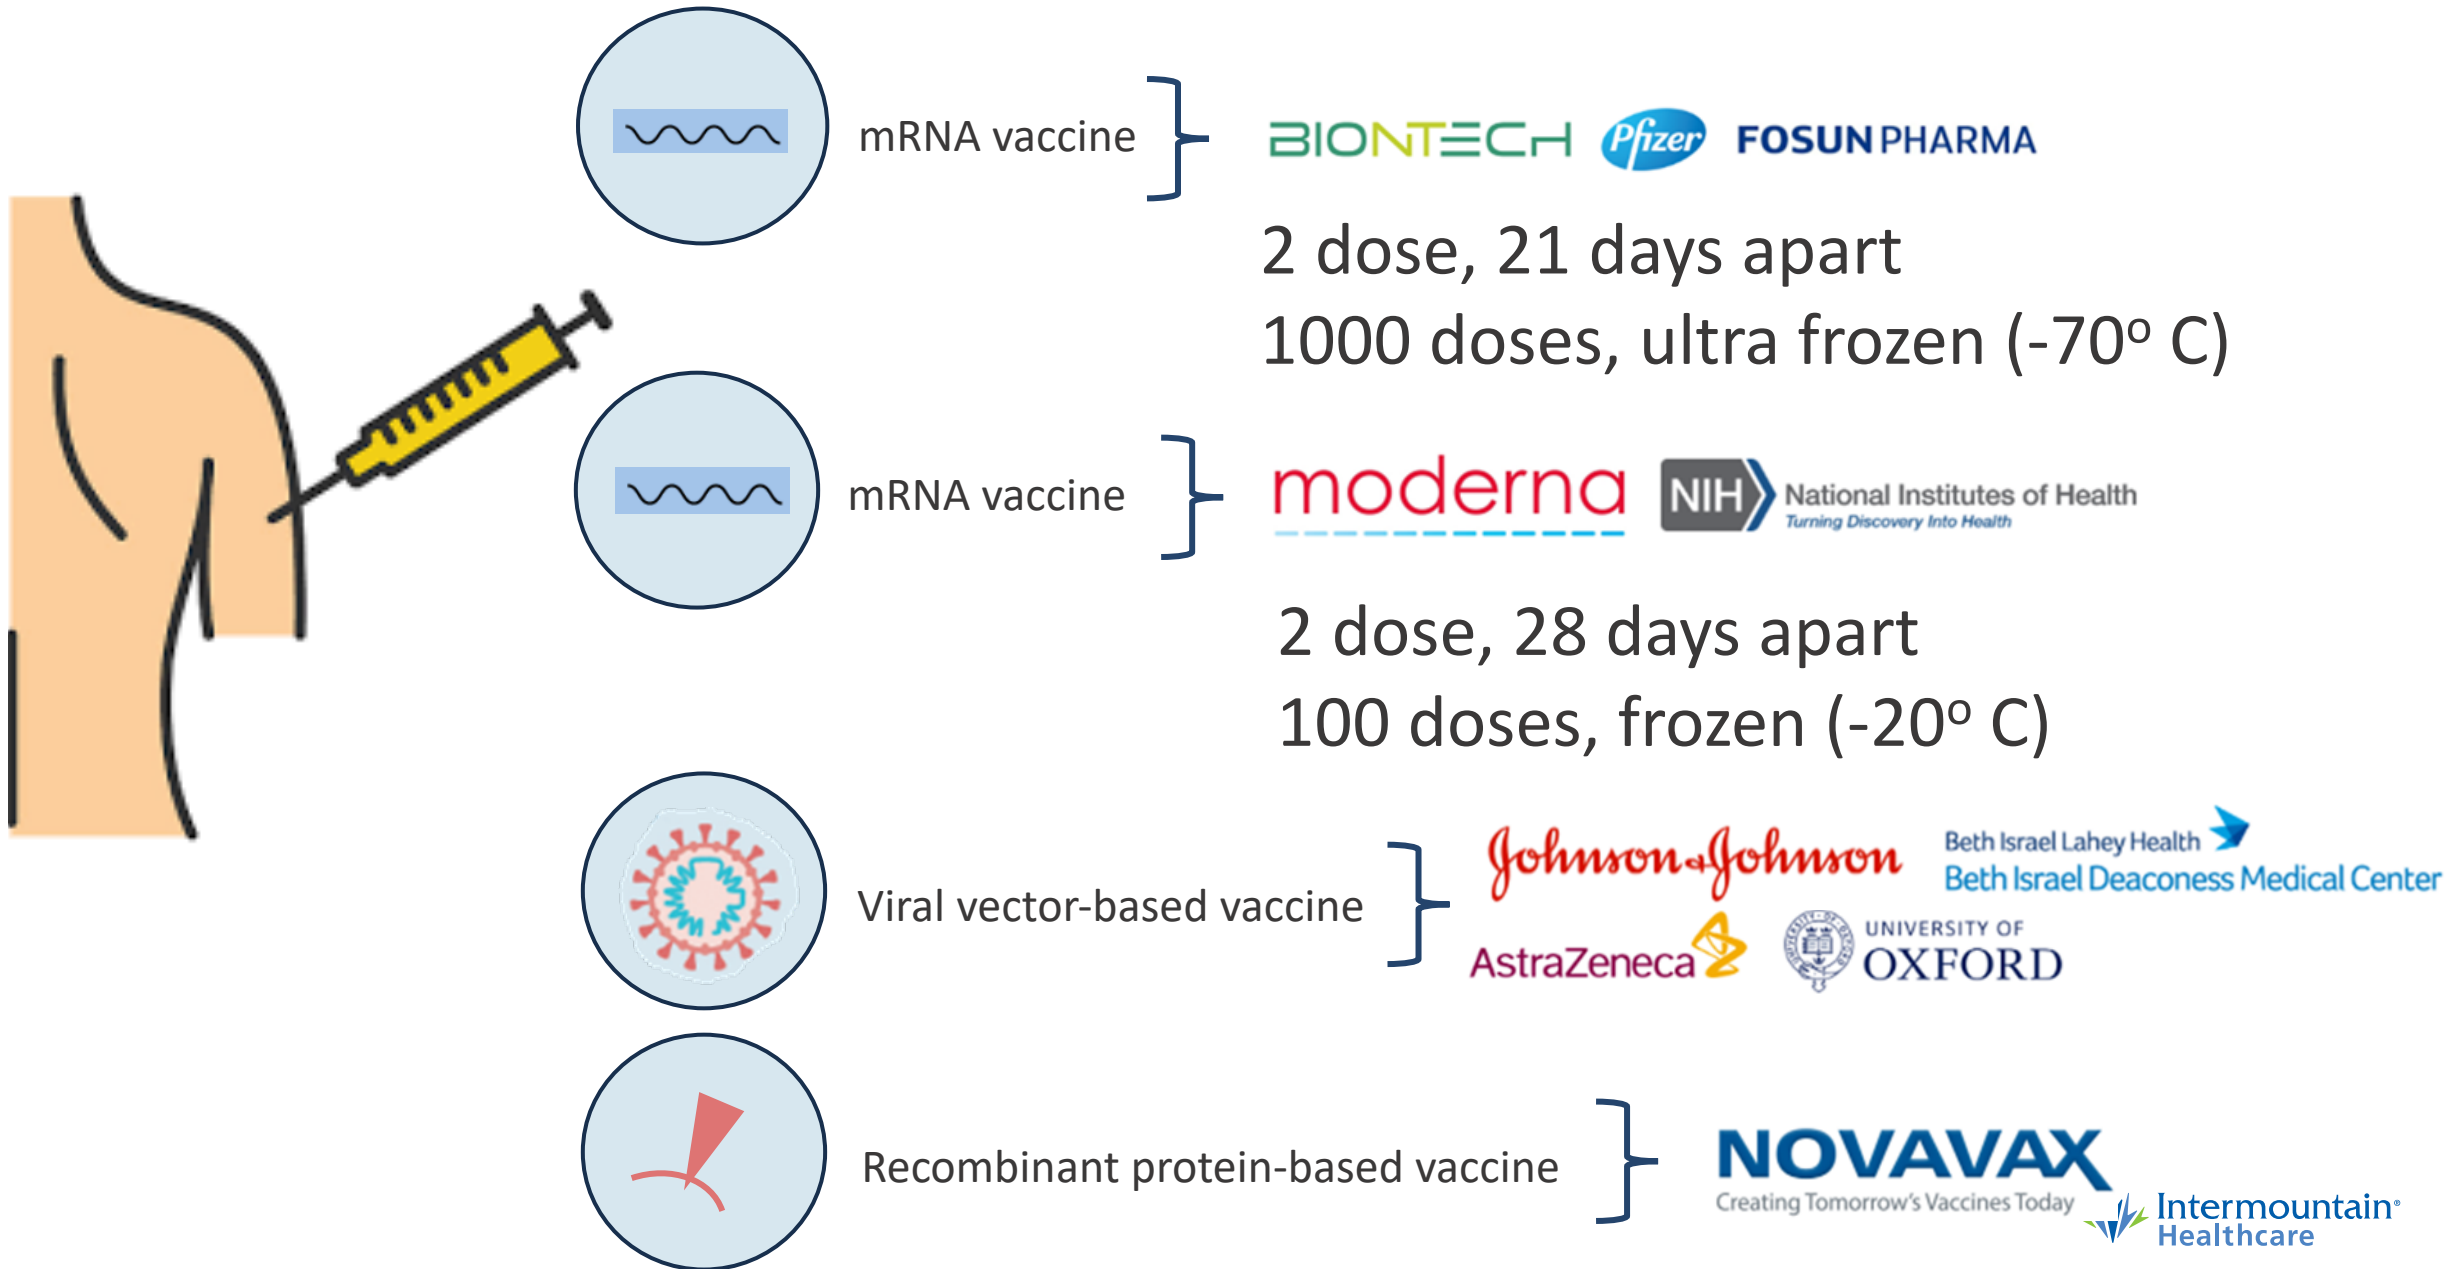 mRNA vaccine
BIONTECH Pfizer FOSUN PHARMA
2 dose, 21 days apart
1000 doses, ultra frozen (-70º C)
mRNA vaccine
moderna
NIH National Institutes of Health
Turning Discovery Into Health
2 dose, 28 days apart
100 doses, frozen (-20º C)
Viral vector-based vaccine
Johnson & Johnson
Beth Israel Lahey Health
Beth Israel Deaconess Medical Center
AstraZeneca
UNIVERSITY OF
OXFORD
Recombinant protein-based vaccine
NOVAVAX
Creating Tomorrow's Vaccines Today
Intermountain®
Healthcare